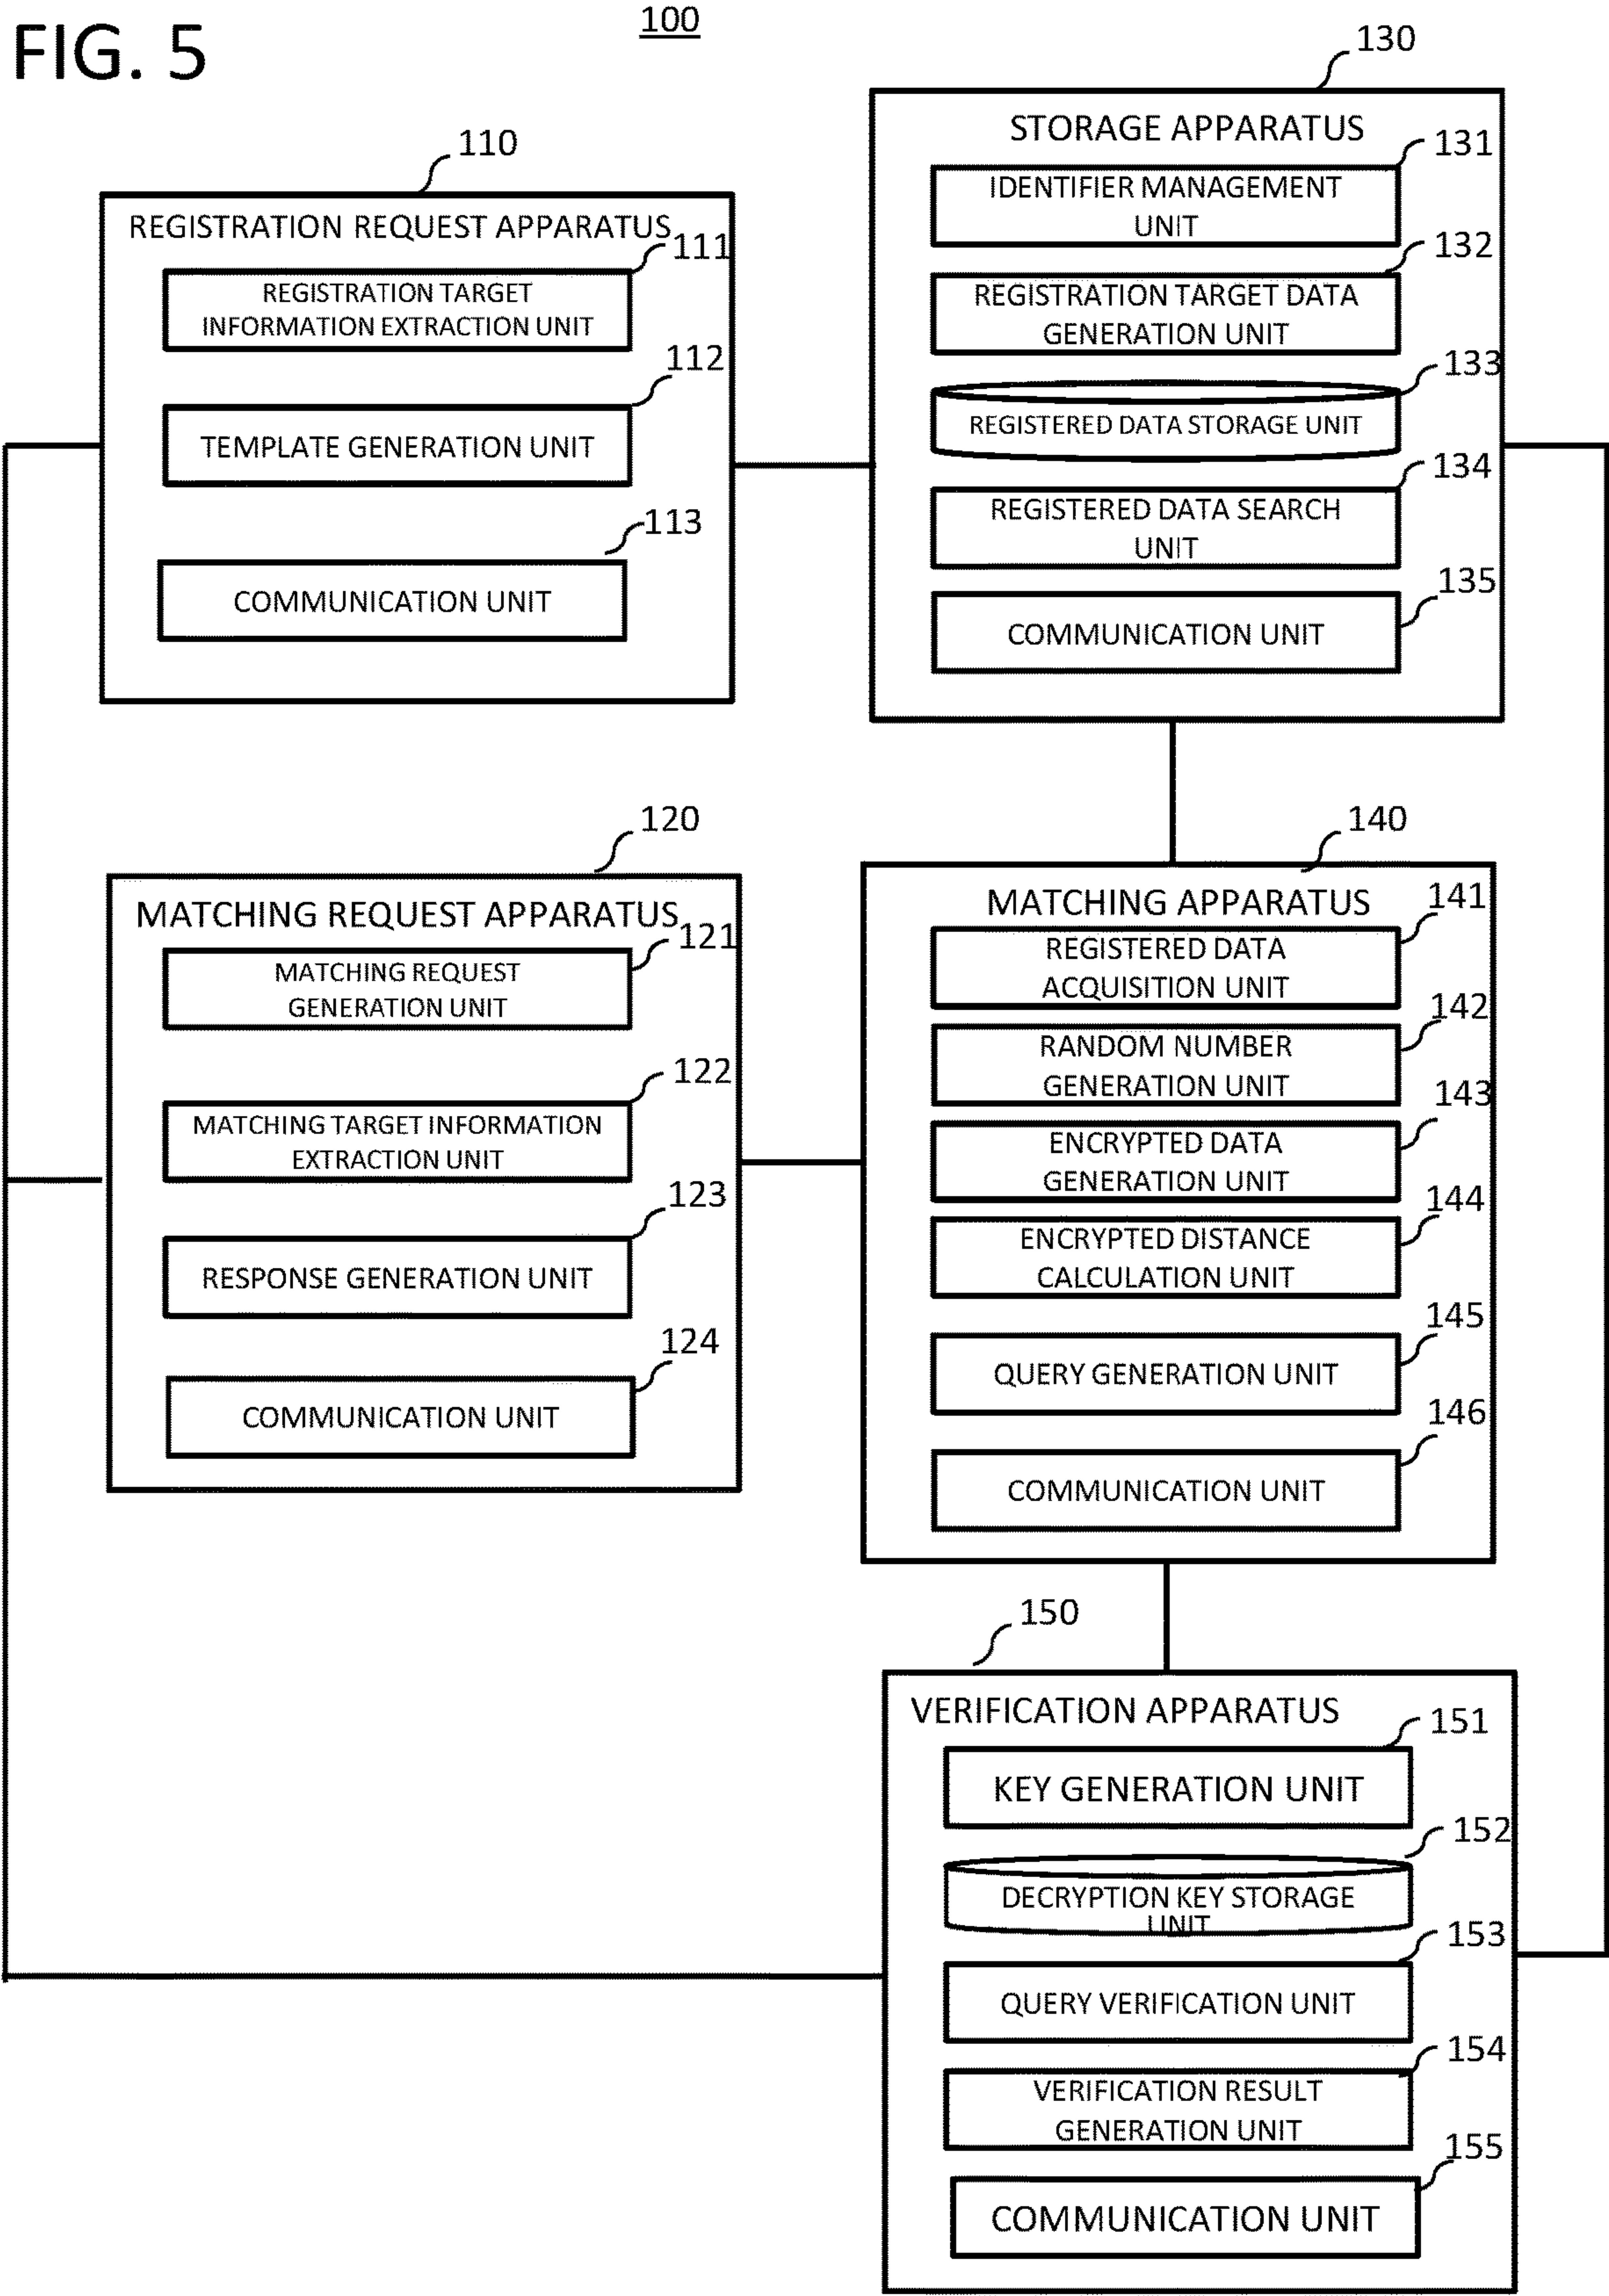 FIG. 5
100
110
REGISTRATION REQUEST APPARATUS
111
REGISTRATION TARGET
INFORMATION EXTRACTION UNIT
112
TEMPLATE GENERATION UNIT
113
COMMUNICATION UNIT
130
STORAGE APPARATUS
131
IDENTIFIER MANAGEMENT
UNIT
132
REGISTRATION TARGET DATA
GENERATION UNIT
133
REGISTERED DATA STORAGE UNIT
134
REGISTERED DATA SEARCH
UNIT
135
COMMUNICATION UNIT
120
MATCHING REQUEST APPARATUS
121
MATCHING REQUEST
GENERATION UNIT
122
MATCHING TARGET INFORMATION
EXTRACTION UNIT
123
RESPONSE GENERATION UNIT
124
COMMUNICATION UNIT
140
MATCHING APPARATUS
141
REGISTERED DATA
ACQUISITION UNIT
142
RANDOM NUMBER
GENERATION UNIT
143
ENCRYPTED DATA
GENERATION UNIT
144
ENCRYPTED DISTANCE
CALCULATION UNIT
145
QUERY GENERATION UNIT
146
COMMUNICATION UNIT
150
VERIFICATION APPARATUS
151
KEY GENERATION UNIT
152
DECRYPTION KEY STORAGE
UNIT
153
QUERY VERIFICATION UNIT
154
VERIFICATION RESULT
GENERATION UNIT
155
COMMUNICATION UNIT